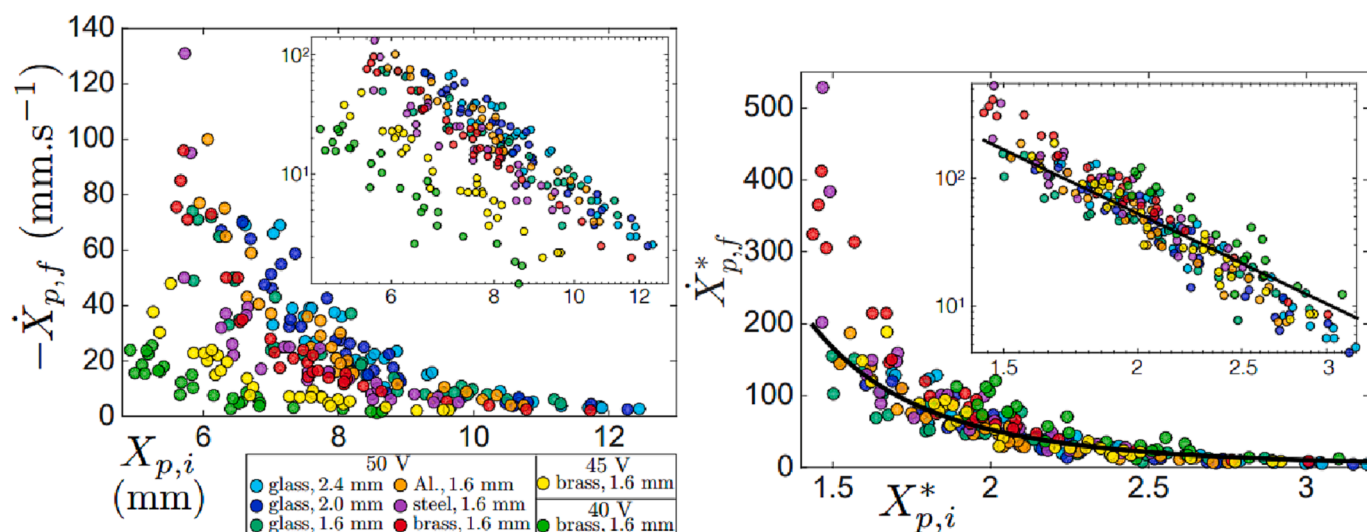 140
120
100
80
60
40
20
0
−Ẋp,f (mm.s−1)
10²
10¹
6 8 10 12
6 8 10 12
Xp,i
(mm)
50 V
glass, 2.4 mm
glass, 2.0 mm
glass, 1.6 mm
Al., 1.6 mm
steel, 1.6 mm
brass, 1.6 mm
45 V
brass, 1.6 mm
40 V
brass, 1.6 mm
500
400
300
200
100
0
Ẋ*p,f
10²
10¹
1.5 2 2.5 3
1.5 2 2.5 3
X*p,i